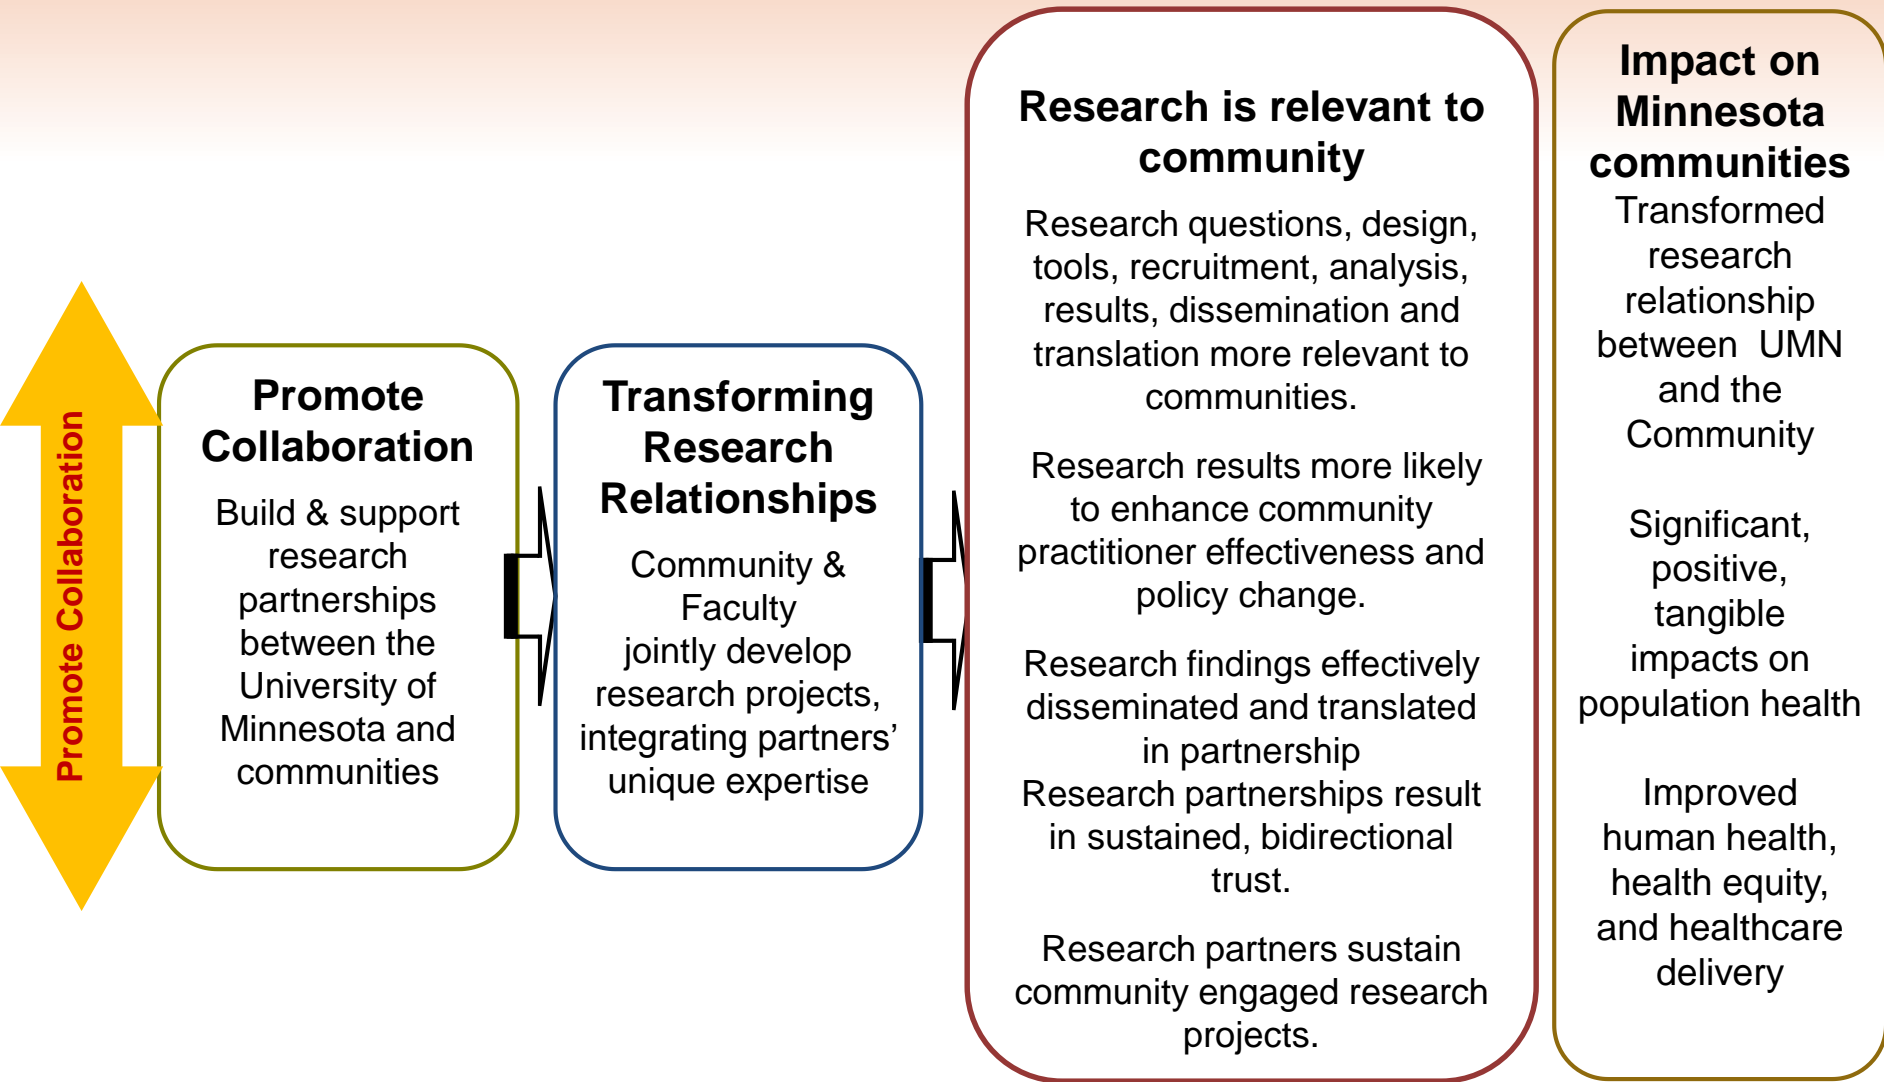 Promote Collaboration
Promote
Collaboration
Build & support
research
partnerships
between the
University of
Minnesota and
communities
Transforming
Research
Relationships
Community &
Faculty
jointly develop
research projects,
integrating partners’
unique expertise
Research is relevant to
community
Research questions, design,
tools, recruitment, analysis,
results, dissemination and
translation more relevant to
communities.
Research results more likely
to enhance community
practitioner effectiveness and
policy change.
Research findings effectively
disseminated and translated
in partnership
Research partnerships result
in sustained, bidirectional
trust.
Research partners sustain
community engaged research
projects.
Impact on
Minnesota
communities
Transformed
research
relationship
between UMN
and the
Community
Significant,
positive,
tangible
impacts on
population health
Improved
human health,
health equity,
and healthcare
delivery